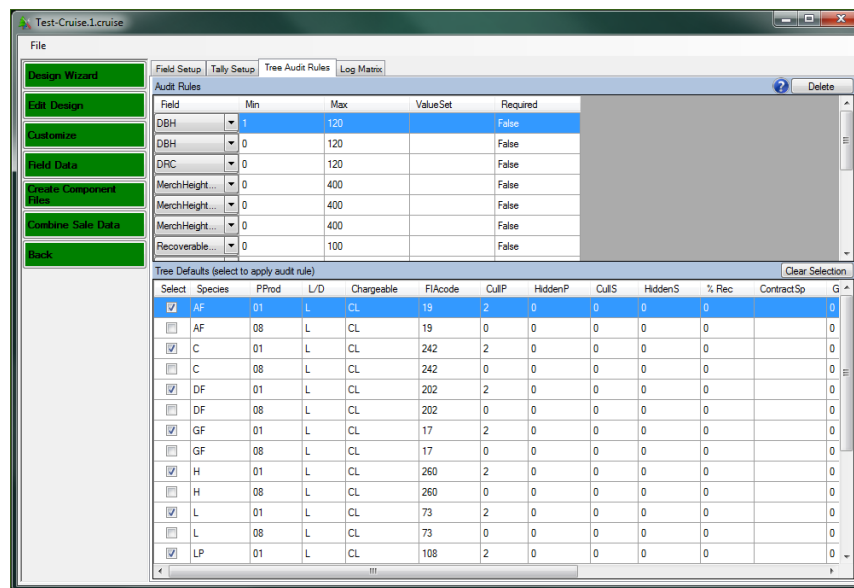 Test-Cruise.1.cruise
File
Design Wizard
Edit Design
Customize
Field Data
Create Component
Files
Combine Sale Data
Back
Field Setup Tally Setup Tree Audit Rules Log Matrix
Audit Rules ? Delete
Field Min Max ValueSet Required
DBH 1 120 False
DBH 0 120 False
DRC 0 120 False
MerchHeight... 0 400 False
MerchHeight... 0 400 False
MerchHeight... 0 400 False
Recoverable... 0 100 False
Tree Defaults (select to apply audit rule) Clear Selection
Select Species PProd L/D Chargeable FIAcode CullP HiddenP CullS HiddenS % Rec ContractSp G
AF 01 L CL 19 2 0 0 0 0 0
AF 08 L CL 19 0 0 0 0 0 0
C 01 L CL 242 2 0 0 0 0 0
C 08 L CL 242 0 0 0 0 0 0
DF 01 L CL 202 2 0 0 0 0 0
DF 08 L CL 202 0 0 0 0 0 0
GF 01 L CL 17 2 0 0 0 0 0
GF 08 L CL 17 0 0 0 0 0 0
H 01 L CL 260 2 0 0 0 0 0
H 08 L CL 260 0 0 0 0 0 0
L 01 L CL 73 2 0 0 0 0 0
L 08 L CL 73 0 0 0 0 0 0
LP 01 L CL 108 2 0 0 0 0 0